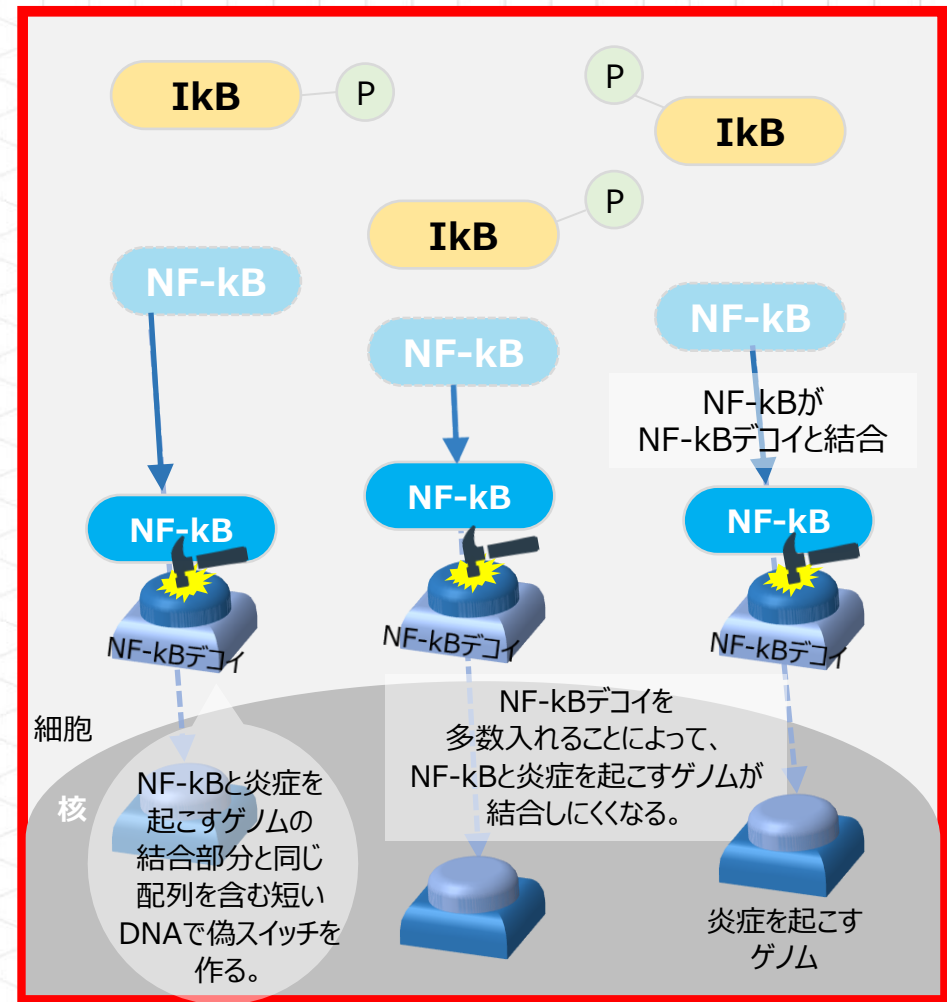 IkB
P
P
IkB
P
IkB
NF-kB
NF-kB
NF-kB
NF-kBが
NF-kBデコイと結合
NF-kB
NF-kB
NF-kB
NF-kBデコイ
NF-kBデコイ
NF-kBデコイ
細胞
核
NF-kBと炎症を
起こすゲノムの
結合部分と同じ
配列を含む短い
DNAで偽スイッチを
作る。
NF-kBデコイを
多数入れることによって、
NF-kBと炎症を起こすゲノムが
結合しにくくなる。
炎症を起こす
ゲノム